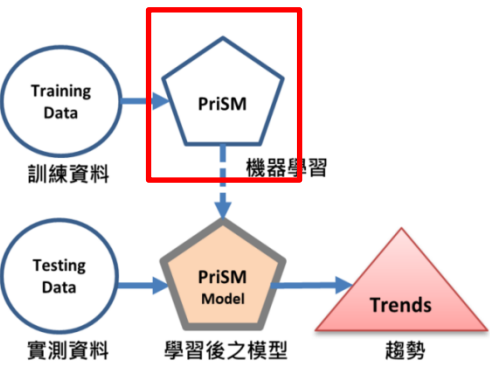 Training
Data
PriSM
訓練資料
機器學習
Testing
Data
PriSM
Model
Trends
實測資料
學習後之模型
趨勢